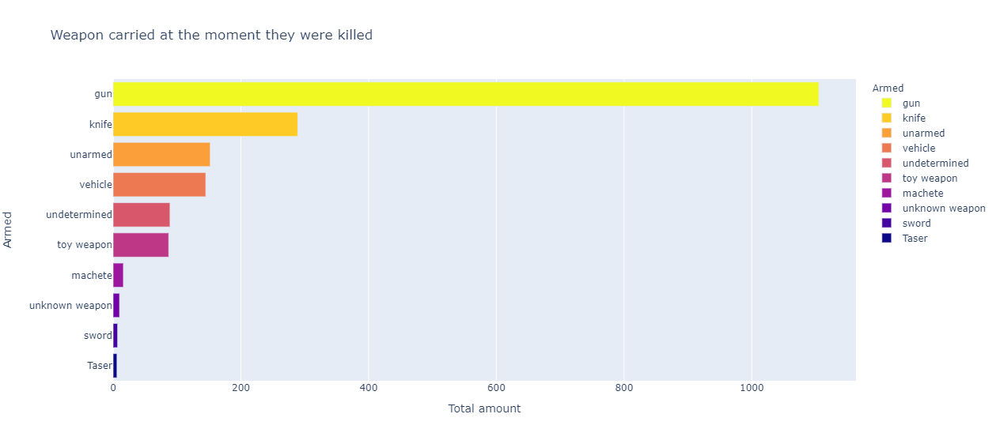 Weapon carried at the moment they were killed
gun
knife
unarmed
vehicle
undetermined
toy weapon
machete
unknown weapon
sword
Taser
Armed
0 200 400 600 800 1000
Total amount
Armed
gun
knife
unarmed
vehicle
undetermined
toy weapon
machete
unknown weapon
sword
Taser